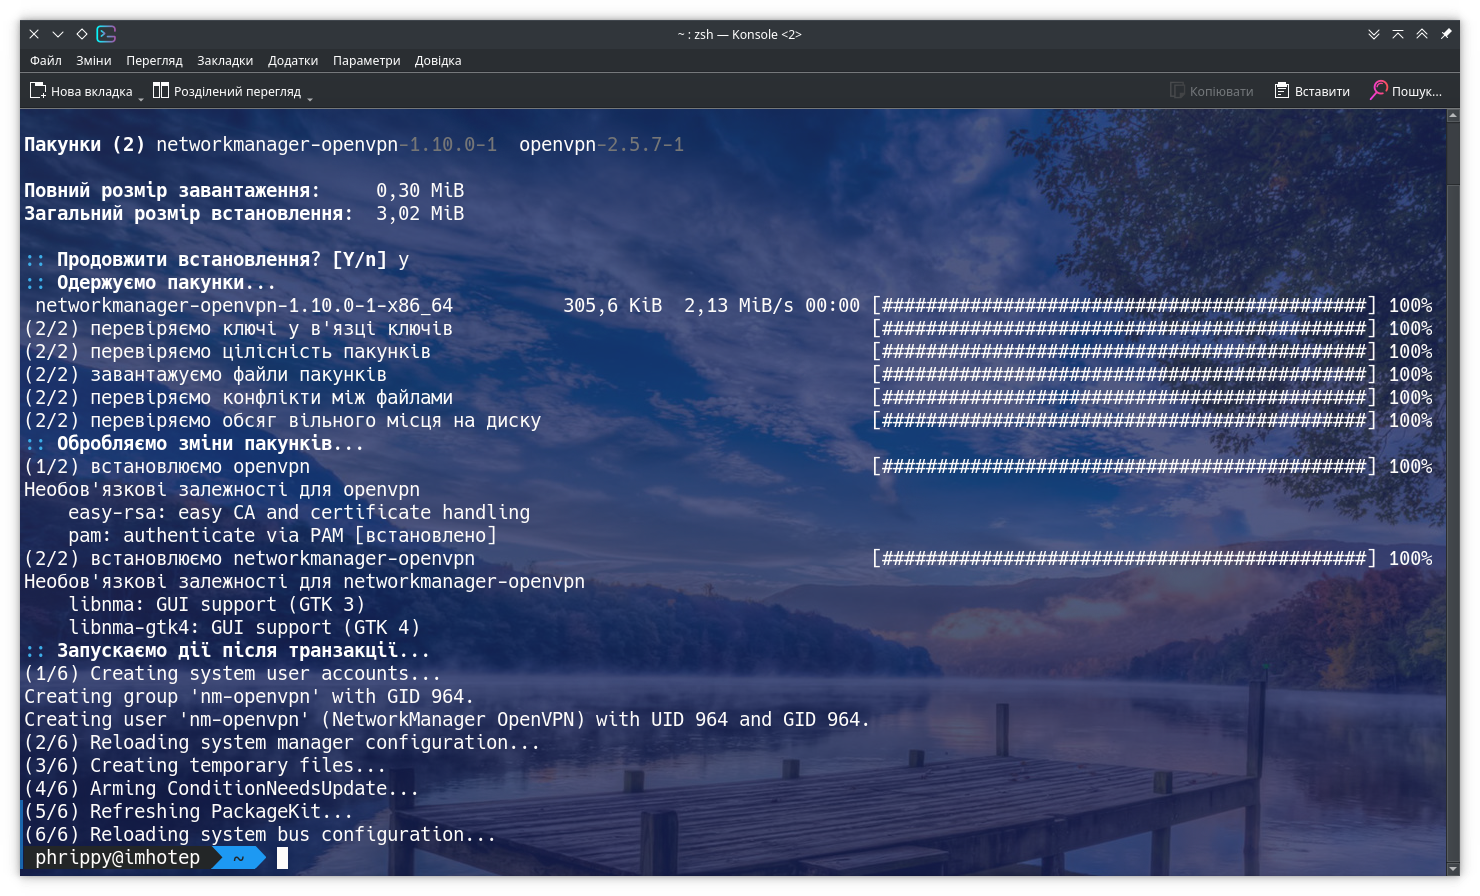 ~ : zsh — Konsole <2>
Файл Зміни Перегляд Закладки Додатки Параметри Довідка
Нова вкладка Розділений перегляд Копіювати Вставити Пошук...
Пакунки (2) networkmanager-openvpn-1.10.0-1 openvpn-2.5.7-1
Повний розмір завантаження: 0,30 MiB
Загальний розмір встановлення: 3,02 MiB
:: Продовжити встановлення? [Y/n] y
:: Одержуємо пакунки...
networkmanager-openvpn-1.10.0-1-x86_64 305,6 KiB 2,13 MiB/s 00:00 [############################################] 100%
(2/2) перевіряємо ключі у в'язці ключів [############################################] 100%
(2/2) перевіряємо цілісність пакунків [############################################] 100%
(2/2) завантажуємо файли пакунків [############################################] 100%
(2/2) перевіряємо конфлікти між файлами [############################################] 100%
(2/2) перевіряємо обсяг вільного місця на диску [############################################] 100%
:: Обробляємо зміни пакунків...
(1/2) встановлюємо openvpn [############################################] 100%
Необов'язкові залежності для openvpn
easy-rsa: easy CA and certificate handling
pam: authenticate via PAM [встановлено]
(2/2) встановлюємо networkmanager-openvpn [############################################] 100%
Необов'язкові залежності для networkmanager-openvpn
libnma: GUI support (GTK 3)
libnma-gtk4: GUI support (GTK 4)
:: Запускаємо дії після транзакції...
(1/6) Creating system user accounts...
Creating group 'nm-openvpn' with GID 964.
Creating user 'nm-openvpn' (NetworkManager OpenVPN) with UID 964 and GID 964.
(2/6) Reloading system manager configuration...
(3/6) Creating temporary files...
(4/6) Arming ConditionNeedsUpdate...
(5/6) Refreshing PackageKit...
(6/6) Reloading system bus configuration...
phrippy@imhotep ~